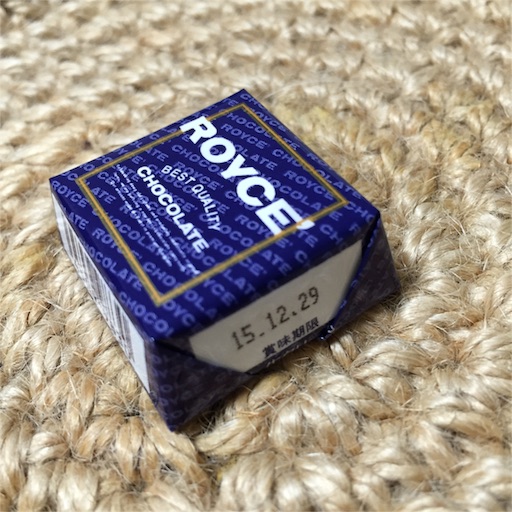 ROYCE'
BEST QUALITY
CHOCOLATE
15.12.29
賞味期限